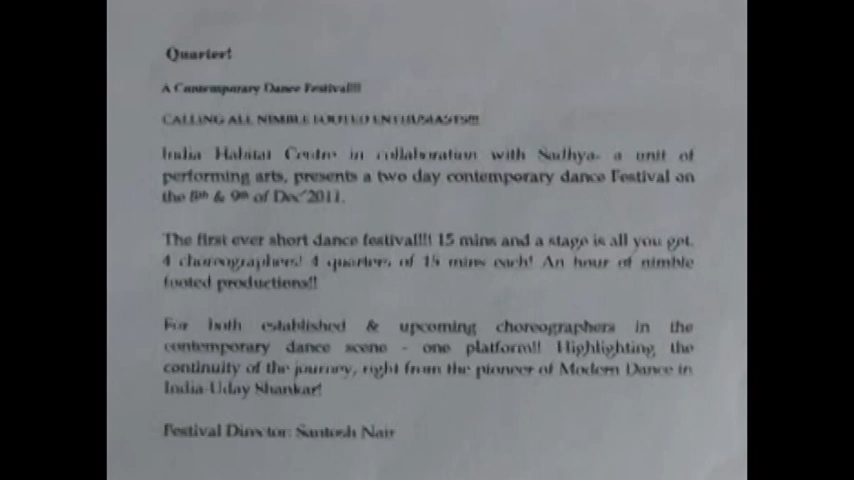 Quarter!
A Contemporary Dance Festival!!!
CALLING ALL NIMBLE FOOTED ENTHUSIASTS!!!
India Habitat Centre in collaboration with Sadhya- a unit of
performing arts, presents a two day contemporary dance Festival on
the 8th & 9th of Dec'2011.
The first ever short dance festival!!! 15 mins and a stage is all you get.
4 choreographers! 4 quarters of 15 mins each! An hour of nimble
footed productions!!
For both established & upcoming choreographers in the
contemporary dance scene - one platform!! Highlighting the
continuity of the journey, right from the pioneer of Modern Dance in
India-Uday Shankar!
Festival Director: Santosh Nair